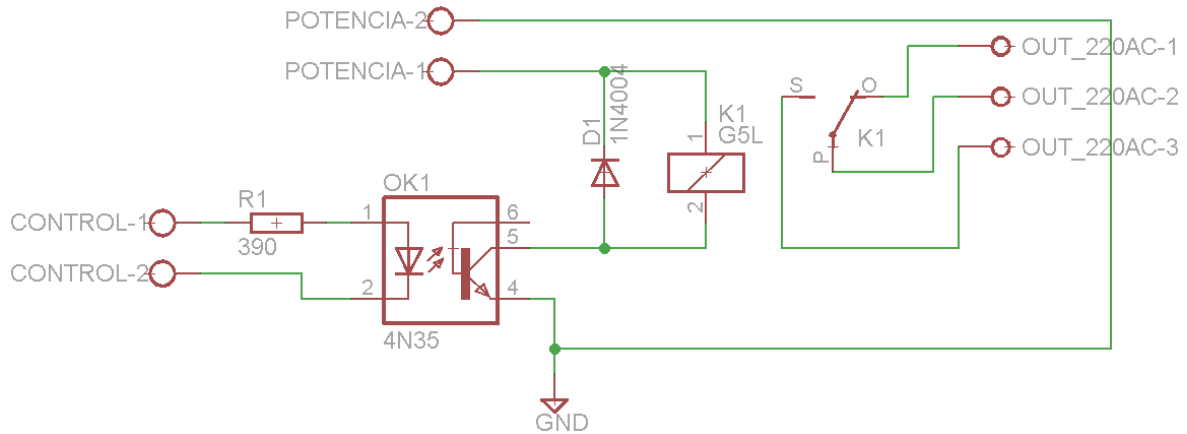 POTENCIA-2
POTENCIA-1
D1
1N4004
K1
G5L
1
2
S
O
P
K1
OUT_220AC-1
OUT_220AC-2
OUT_220AC-3
CONTROL-1
CONTROL-2
R1
390
OK1
1
2
6
5
4
4N35
GND